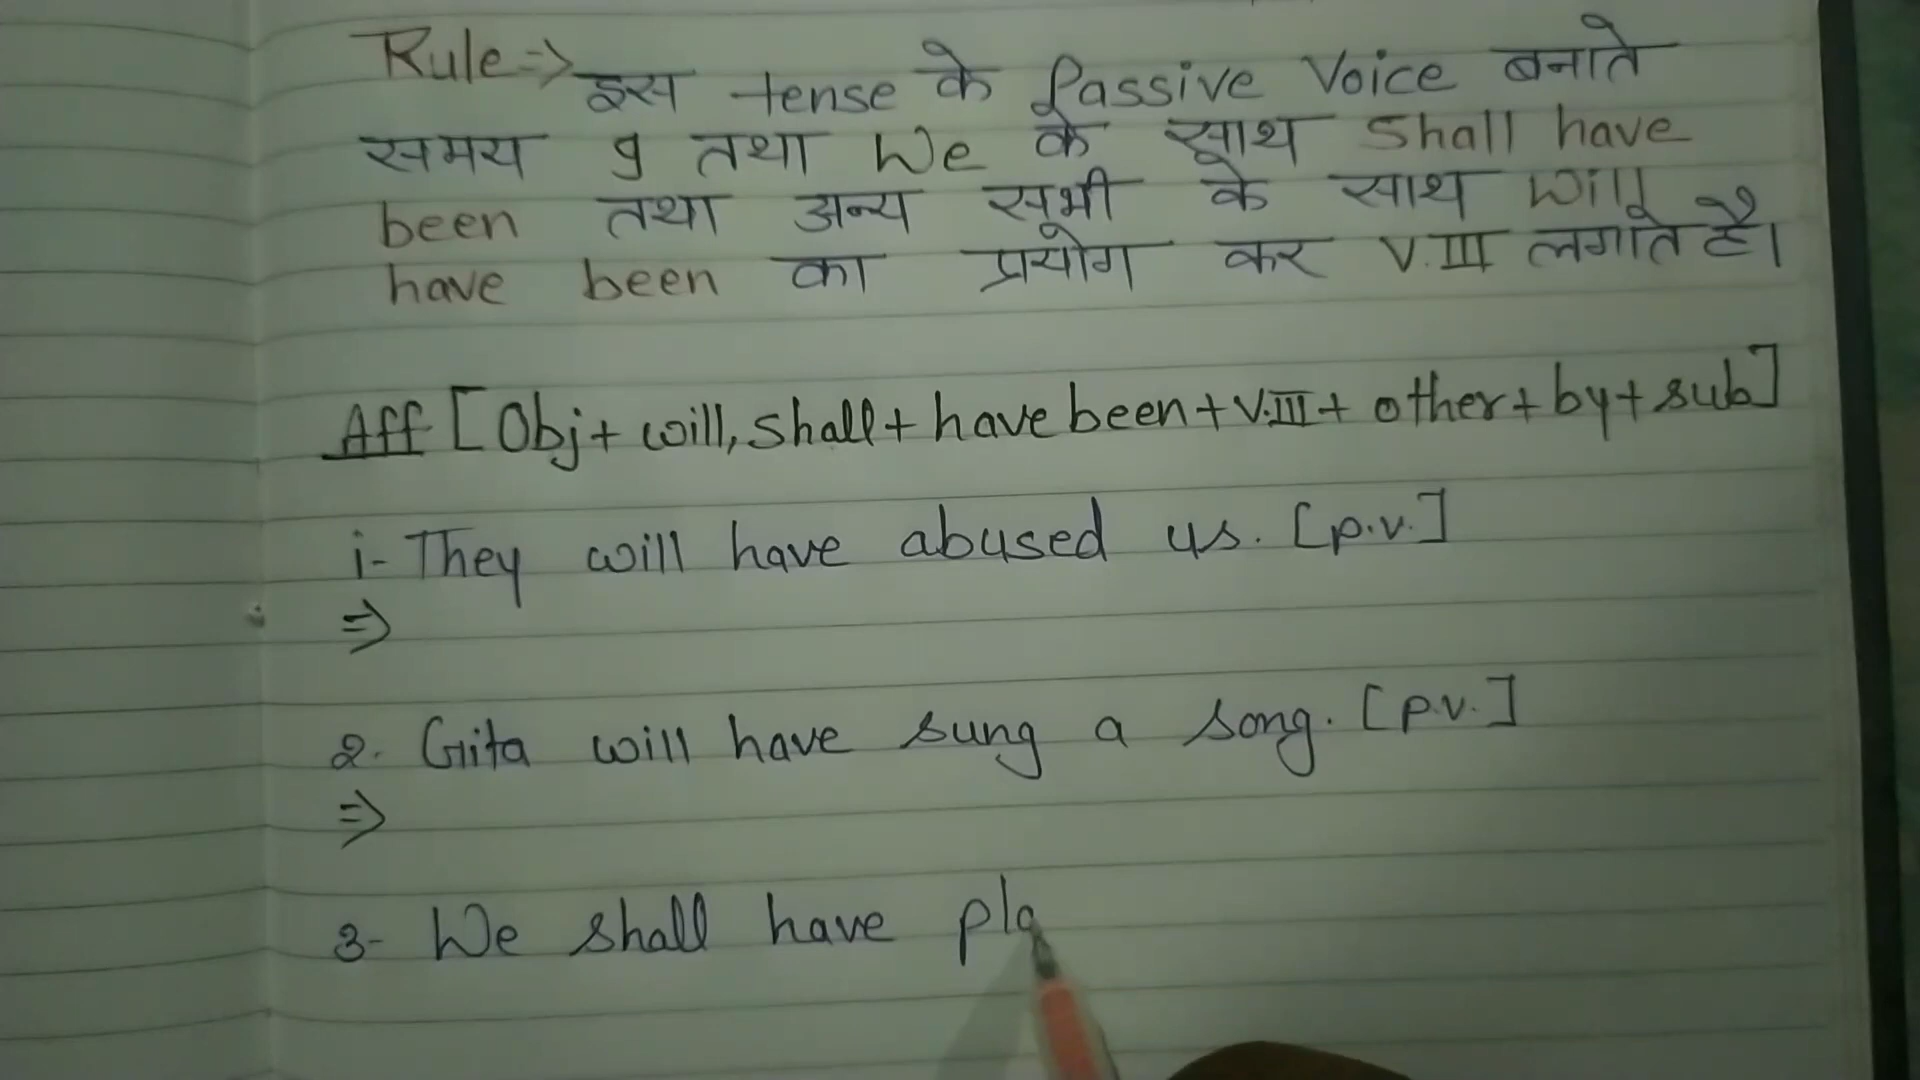 Rule ⇒ इस tense के Passive Voice बनाते
समय I तथा We के साथ Shall have
been तथा अन्य सभी के साथ will
have been का प्रयोग कर V.III लगाते है।
Aff [Obj + will, shall + have been + V.III + other + by + sub]
i- They will have abused us. [p.v.]
⇒
2. Gita will have sung a song. [p.v.]
⇒
3- We shall have pla